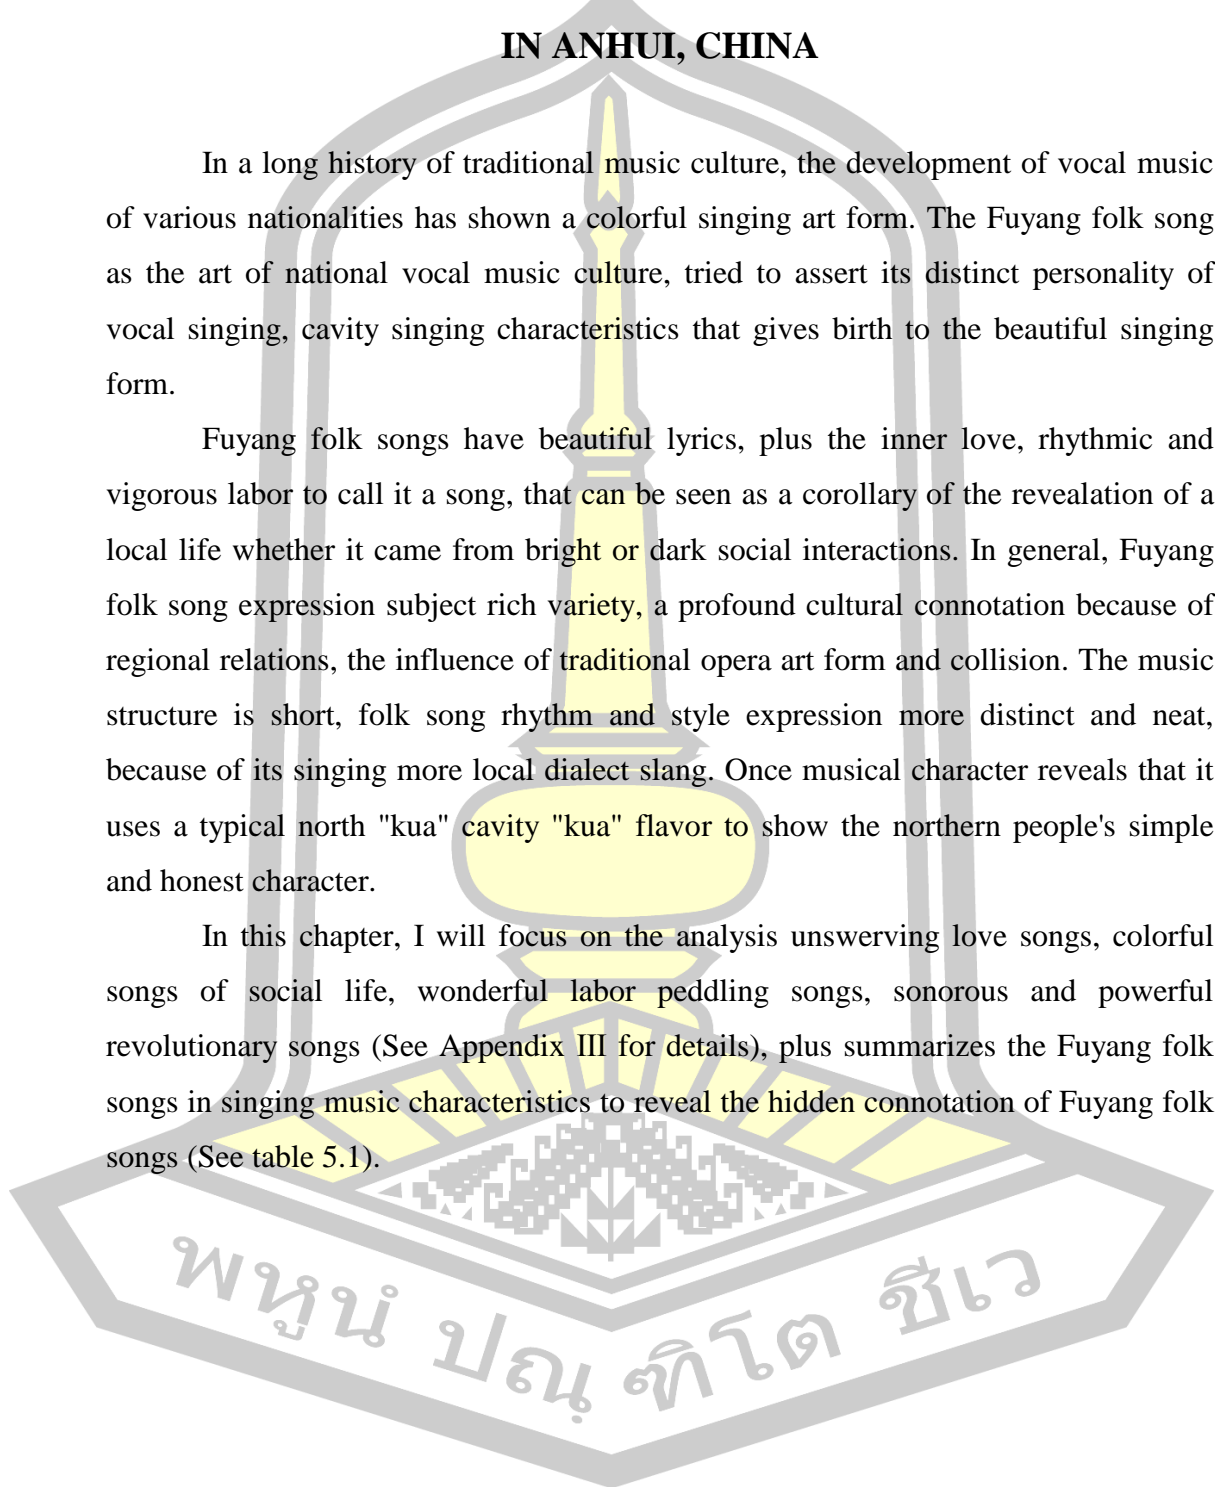 IN ANHUI, CHINA
In a long history of traditional music culture, the development of vocal music
of various nationalities has shown a colorful singing art form. The Fuyang folk song
as the art of national vocal music culture, tried to assert its distinct personality of
vocal singing, cavity singing characteristics that gives birth to the beautiful singing
form.
Fuyang folk songs have beautiful lyrics, plus the inner love, rhythmic and
vigorous labor to call it a song, that can be seen as a corollary of the revealation of a
local life whether it came from bright or dark social interactions. In general, Fuyang
folk song expression subject rich variety, a profound cultural connotation because of
regional relations, the influence of traditional opera art form and collision. The music
structure is short, folk song rhythm and style expression more distinct and neat,
because of its singing more local dialect slang. Once musical character reveals that it
uses a typical north "kua" cavity "kua" flavor to show the northern people's simple
and honest character.
In this chapter, I will focus on the analysis unswerving love songs, colorful
songs of social life, wonderful labor peddling songs, sonorous and powerful
revolutionary songs (See Appendix III for details), plus summarizes the Fuyang folk
songs in singing music characteristics to reveal the hidden connotation of Fuyang folk
songs (See table 5.1).
พหูนํ ปณฺฑิโต ชีเว